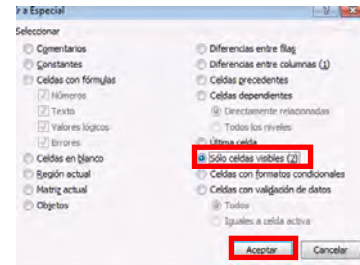 r a Especial
Seleccionar
Comentarios
Constantes
Celdas con fórmulas
Números
Texto
Valores lógicos
Errores
Celdas en blanco
Región actual
Matriz actual
Objetos
Diferencias entre filas
Diferencias entre columnas (1)
Celdas precedentes
Celdas dependientes
Directamente relacionadas
Todos los niveles
Última celda
Sólo celdas visibles (2)
Celdas con formatos condicionales
Celdas con validación de datos
Todos
Iguales a celda activa
Aceptar
Cancelar